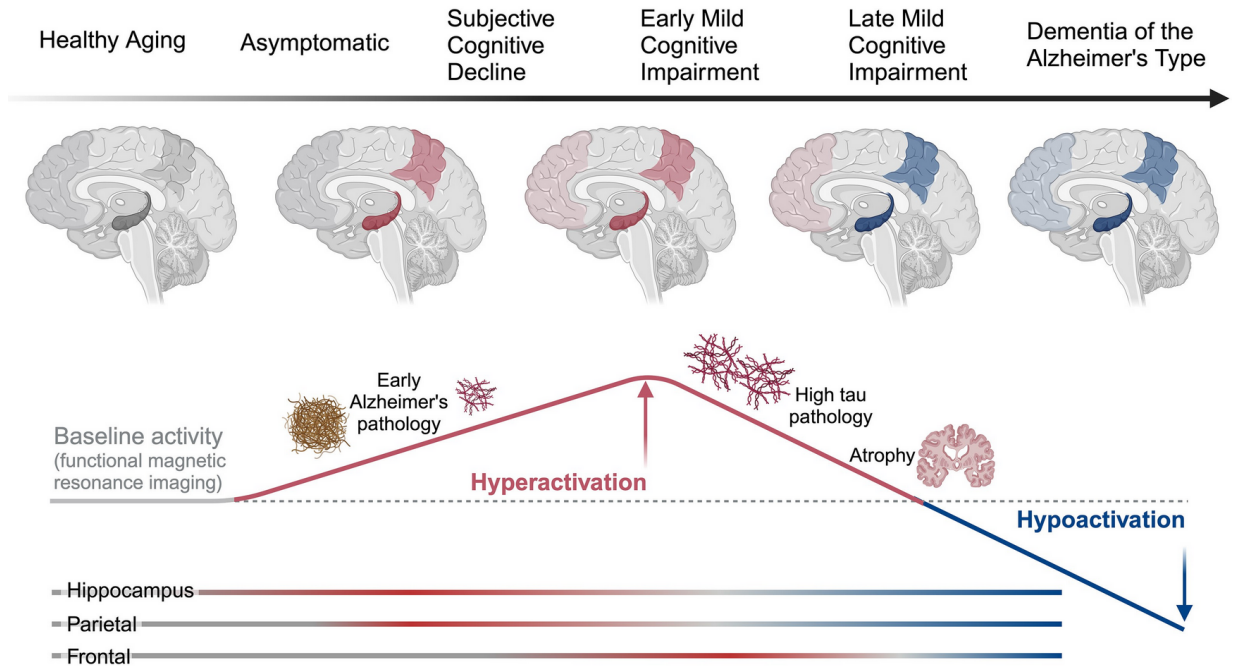 Healthy Aging
Asymptomatic
Subjective
Cognitive
Decline
Early Mild
Cognitive
Impairment
Late Mild
Cognitive
Impairment
Dementia of the
Alzheimer's Type
Early
Alzheimer's
pathology
High tau
pathology
Atrophy
Baseline activity
(functional magnetic
resonance imaging)
Hyperactivation
Hypoactivation
Hippocampus
Parietal
Frontal